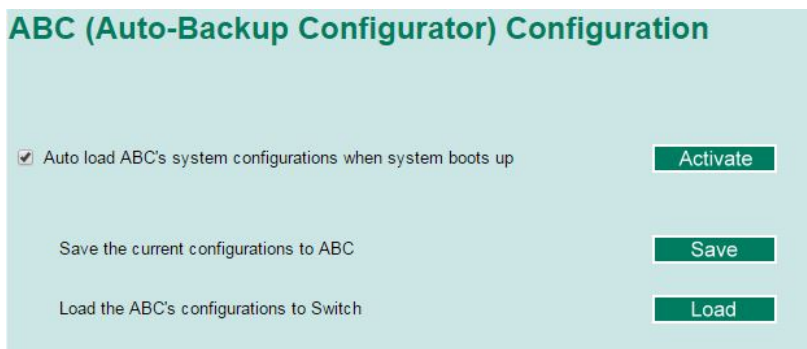 ABC (Auto-Backup Configurator) Configuration
Auto load ABC's system configurations when system boots up
Activate
Save the current configurations to ABC
Save
Load the ABC's configurations to Switch
Load